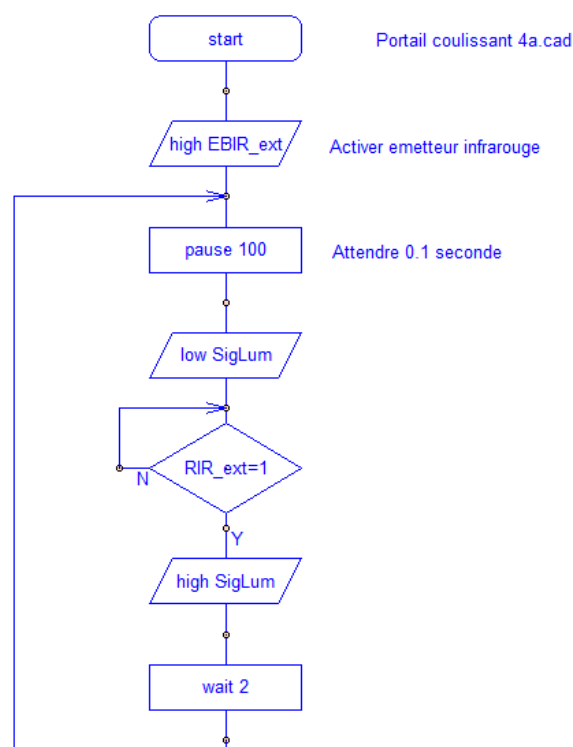 start
Portail coulissant 4a.cad
high EBIR_ext
Activer emetteur infrarouge
pause 100
Attendre 0.1 seconde
low SigLum
RIR_ext=1
N
Y
high SigLum
wait 2